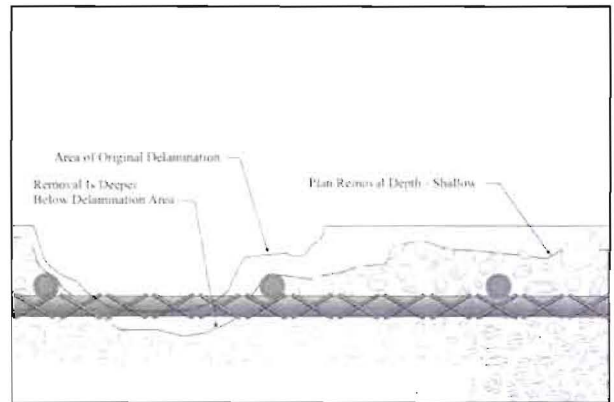 Area of Original Delamination
Removal Is Deeper
Below Delamination Area
Plan Removal Depth - Shallow